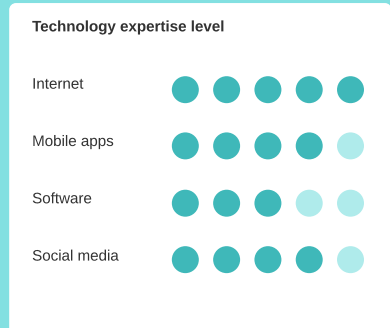 Technology expertise level
Internet
Mobile apps
Software
Social media